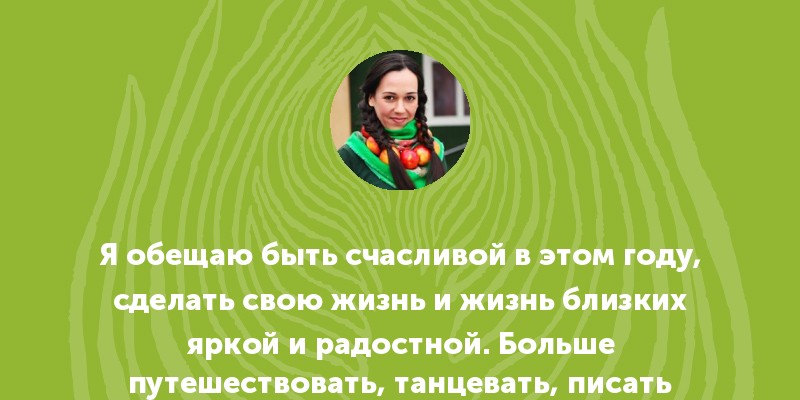 Я обещаю быть счасливой в этом году,
сделать свою жизнь и жизнь близких
яркой и радостной. Больше
путешествовать, танцевать, писать